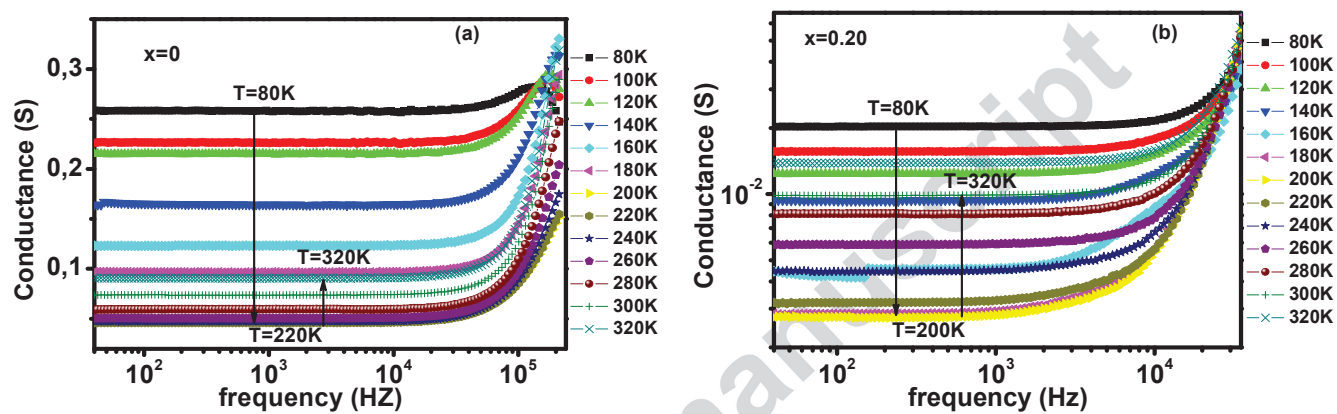 (a)
x=0
0,3
0,2
0,1
Conductance (S)
T=80K
T=320K
T=220K
10² 10³ 10⁴ 10⁵
frequency (HZ)
80K
100K
120K
140K
160K
180K
200K
220K
240K
260K
280K
300K
320K
(b)
x=0.20
10⁻²
Conductance (S)
T=80K
T=320K
T=200K
10² 10³ 10⁴
frequency (Hz)
80K
100K
120K
140K
160K
180K
200K
220K
240K
260K
280K
300K
320K
manuscript